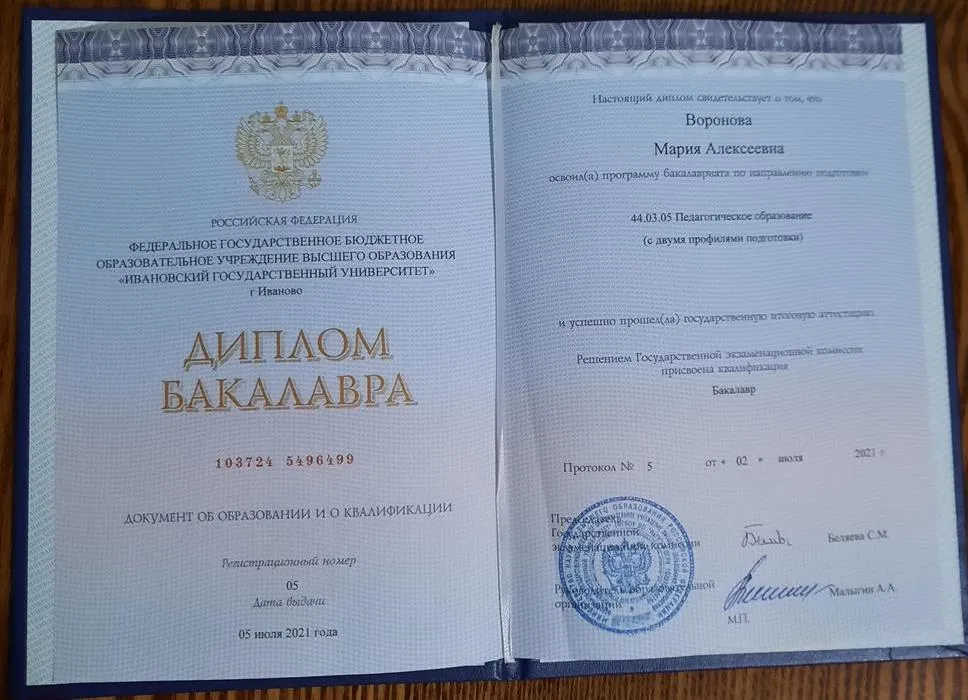 РОССИЙСКАЯ ФЕДЕРАЦИЯ
ФЕДЕРАЛЬНОЕ ГОСУДАРСТВЕННОЕ БЮДЖЕТНОЕ
ОБРАЗОВАТЕЛЬНОЕ УЧРЕЖДЕНИЕ ВЫСШЕГО ОБРАЗОВАНИЯ
«ИВАНОВСКИЙ ГОСУДАРСТВЕННЫЙ УНИВЕРСИТЕТ»
г Иваново
ДИПЛОМ
БАКАЛАВРА
103724 5496499
ДОКУМЕНТ ОБ ОБРАЗОВАНИИ И О КВАЛИФИКАЦИИ
Регистрационный номер
05
Дата выдачи
05 июля 2021 года
Настоящий диплом свидетельствует о том, что
Воронова
Мария Алексеевна
освоил(а) программу бакалавриата по направлению подготовки
44.03.05 Педагогическое образование
(с двумя профилями подготовки)
и успешно прошел(ла) государственную итоговую аттестацию
Решением Государственной экзаменационной комиссии
присвоена квалификация
Бакалавр
Протокол № 5 от « 02 » июля 2021 г.
Председатель
Государственной
экзаменационной комиссии Беляева С.М.
Руководитель образовательной
организации Малыгин А.А.
М.П.